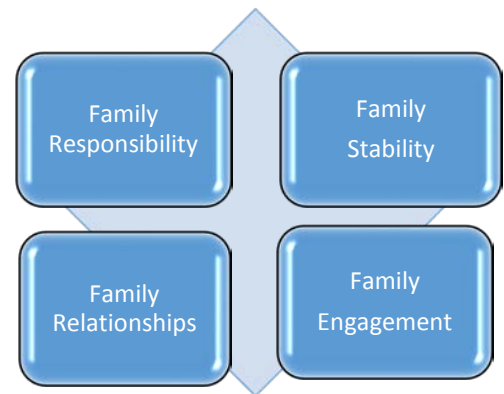 Family
Responsibility
Family
Stability
Family
Relationships
Family
Engagement